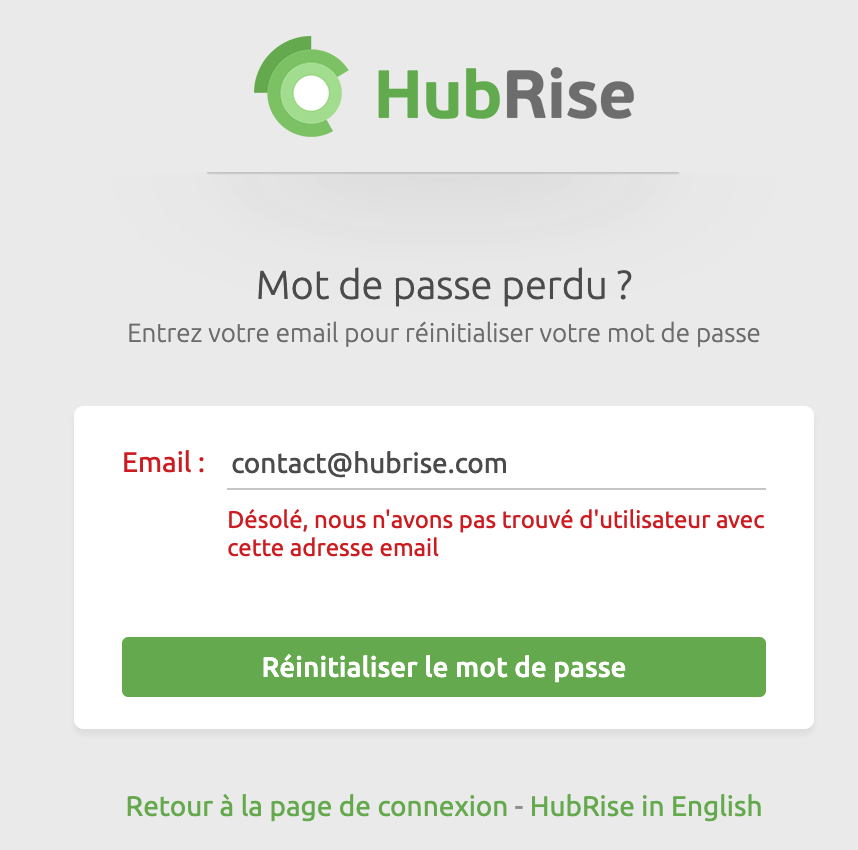 HubRise
Mot de passe perdu ?
Entrez votre email pour réinitialiser votre mot de passe
Email : contact@hubrise.com
Désolé, nous n'avons pas trouvé d'utilisateur avec
cette adresse email
Réinitialiser le mot de passe
Retour à la page de connexion - HubRise in English